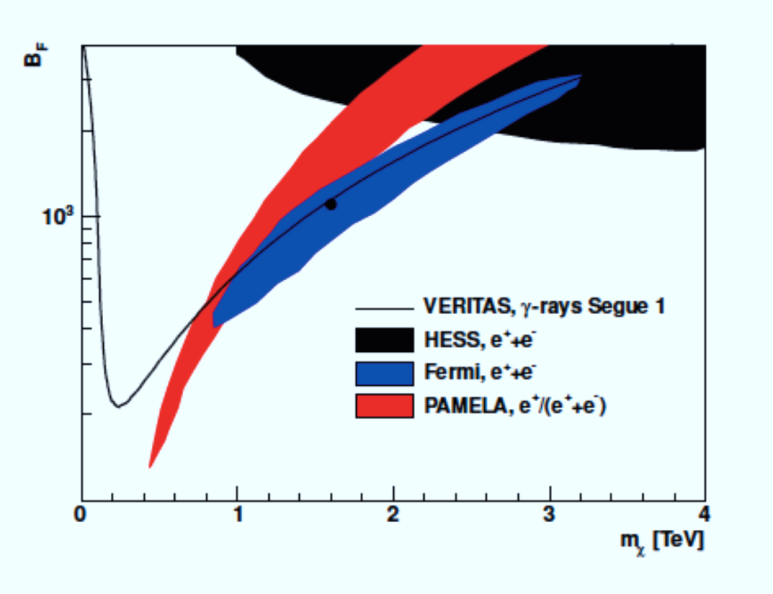 B_F
10³
VERITAS, γ-rays Segue 1
HESS, e⁺+e⁻
Fermi, e⁺+e⁻
PAMELA, e⁺/(e⁺+e⁻)
0 1 2 3 4
m_χ [TeV]